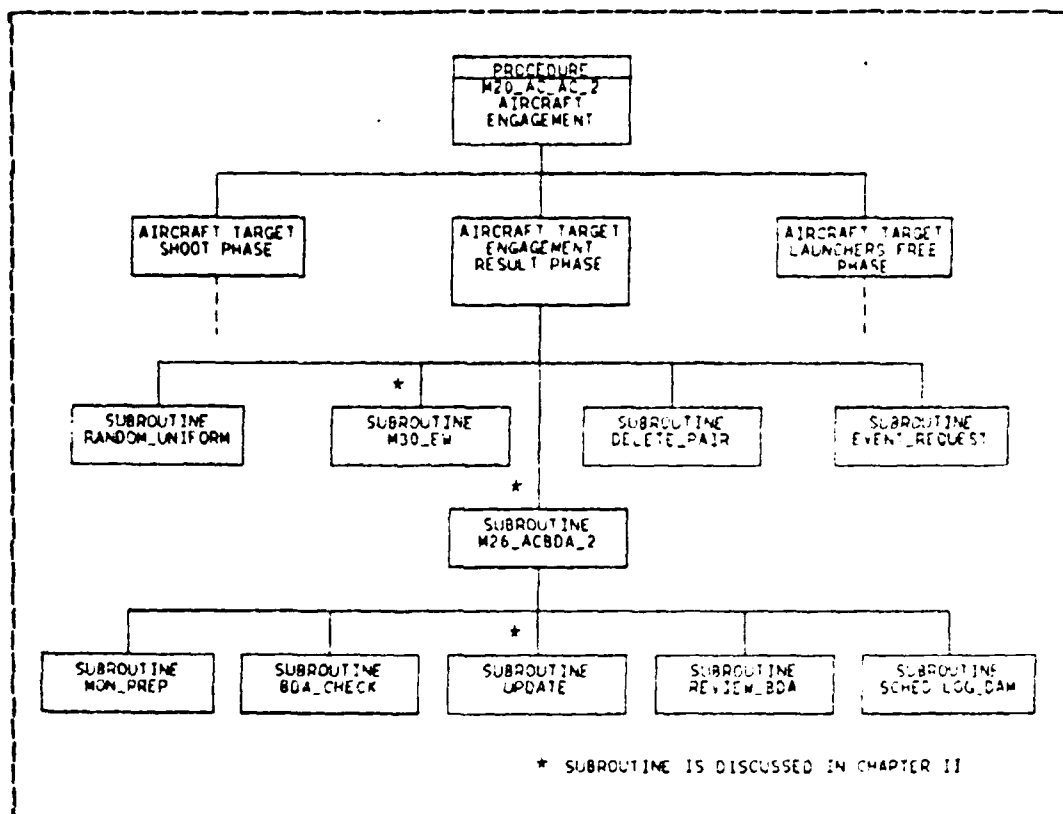 PROCEDURE
M20_AC_AC_2
AIRCRAFT
ENGAGEMENT
AIRCRAFT TARGET
SHOOT PHASE
AIRCRAFT TARGET
ENGAGEMENT
RESULT PHASE
AIRCRAFT TARGET
LAUNCHERS FREE
PHASE
SUBROUTINE
RANDOM_UNIFORM
*
SUBROUTINE
M30_EW
SUBROUTINE
DELETE_PAIR
SUBROUTINE
EVENT_REQUEST
*
SUBROUTINE
M26_ACBDA_2
SUBROUTINE
MON_PREP
SUBROUTINE
BDA_CHECK
*
SUBROUTINE
UPDATE
SUBROUTINE
REVIEW_BDA
SUBROUTINE
SCHED_LOG_DAM
* SUBROUTINE IS DISCUSSED IN CHAPTER II